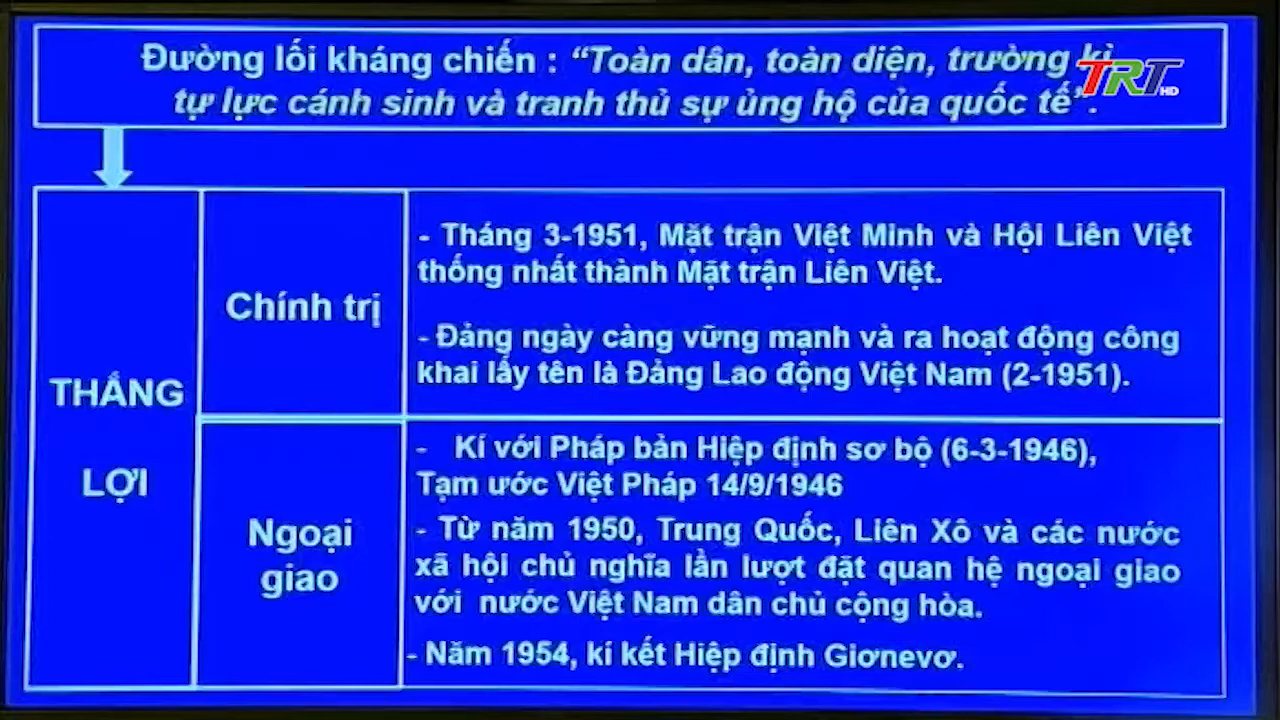 Đường lối kháng chiến : “Toàn dân, toàn diện, trường kì
TRT HD
tự lực cánh sinh và tranh thủ sự ủng hộ của quốc tế”.
- Tháng 3-1951, Mặt trận Việt Minh và Hội Liên Việt
thống nhất thành Mặt trận Liên Việt.
Chính trị
- Đảng ngày càng vững mạnh và ra hoạt động công
khai lấy tên là Đảng Lao động Việt Nam (2-1951).
THẮNG
LỢI
- Kí với Pháp bản Hiệp định sơ bộ (6-3-1946),
Tạm ước Việt Pháp 14/9/1946
Ngoại
giao
- Từ năm 1950, Trung Quốc, Liên Xô và các nước
xã hội chủ nghĩa lần lượt đặt quan hệ ngoại giao
với nước Việt Nam dân chủ cộng hòa.
- Năm 1954, kí kết Hiệp định Giơnevơ.